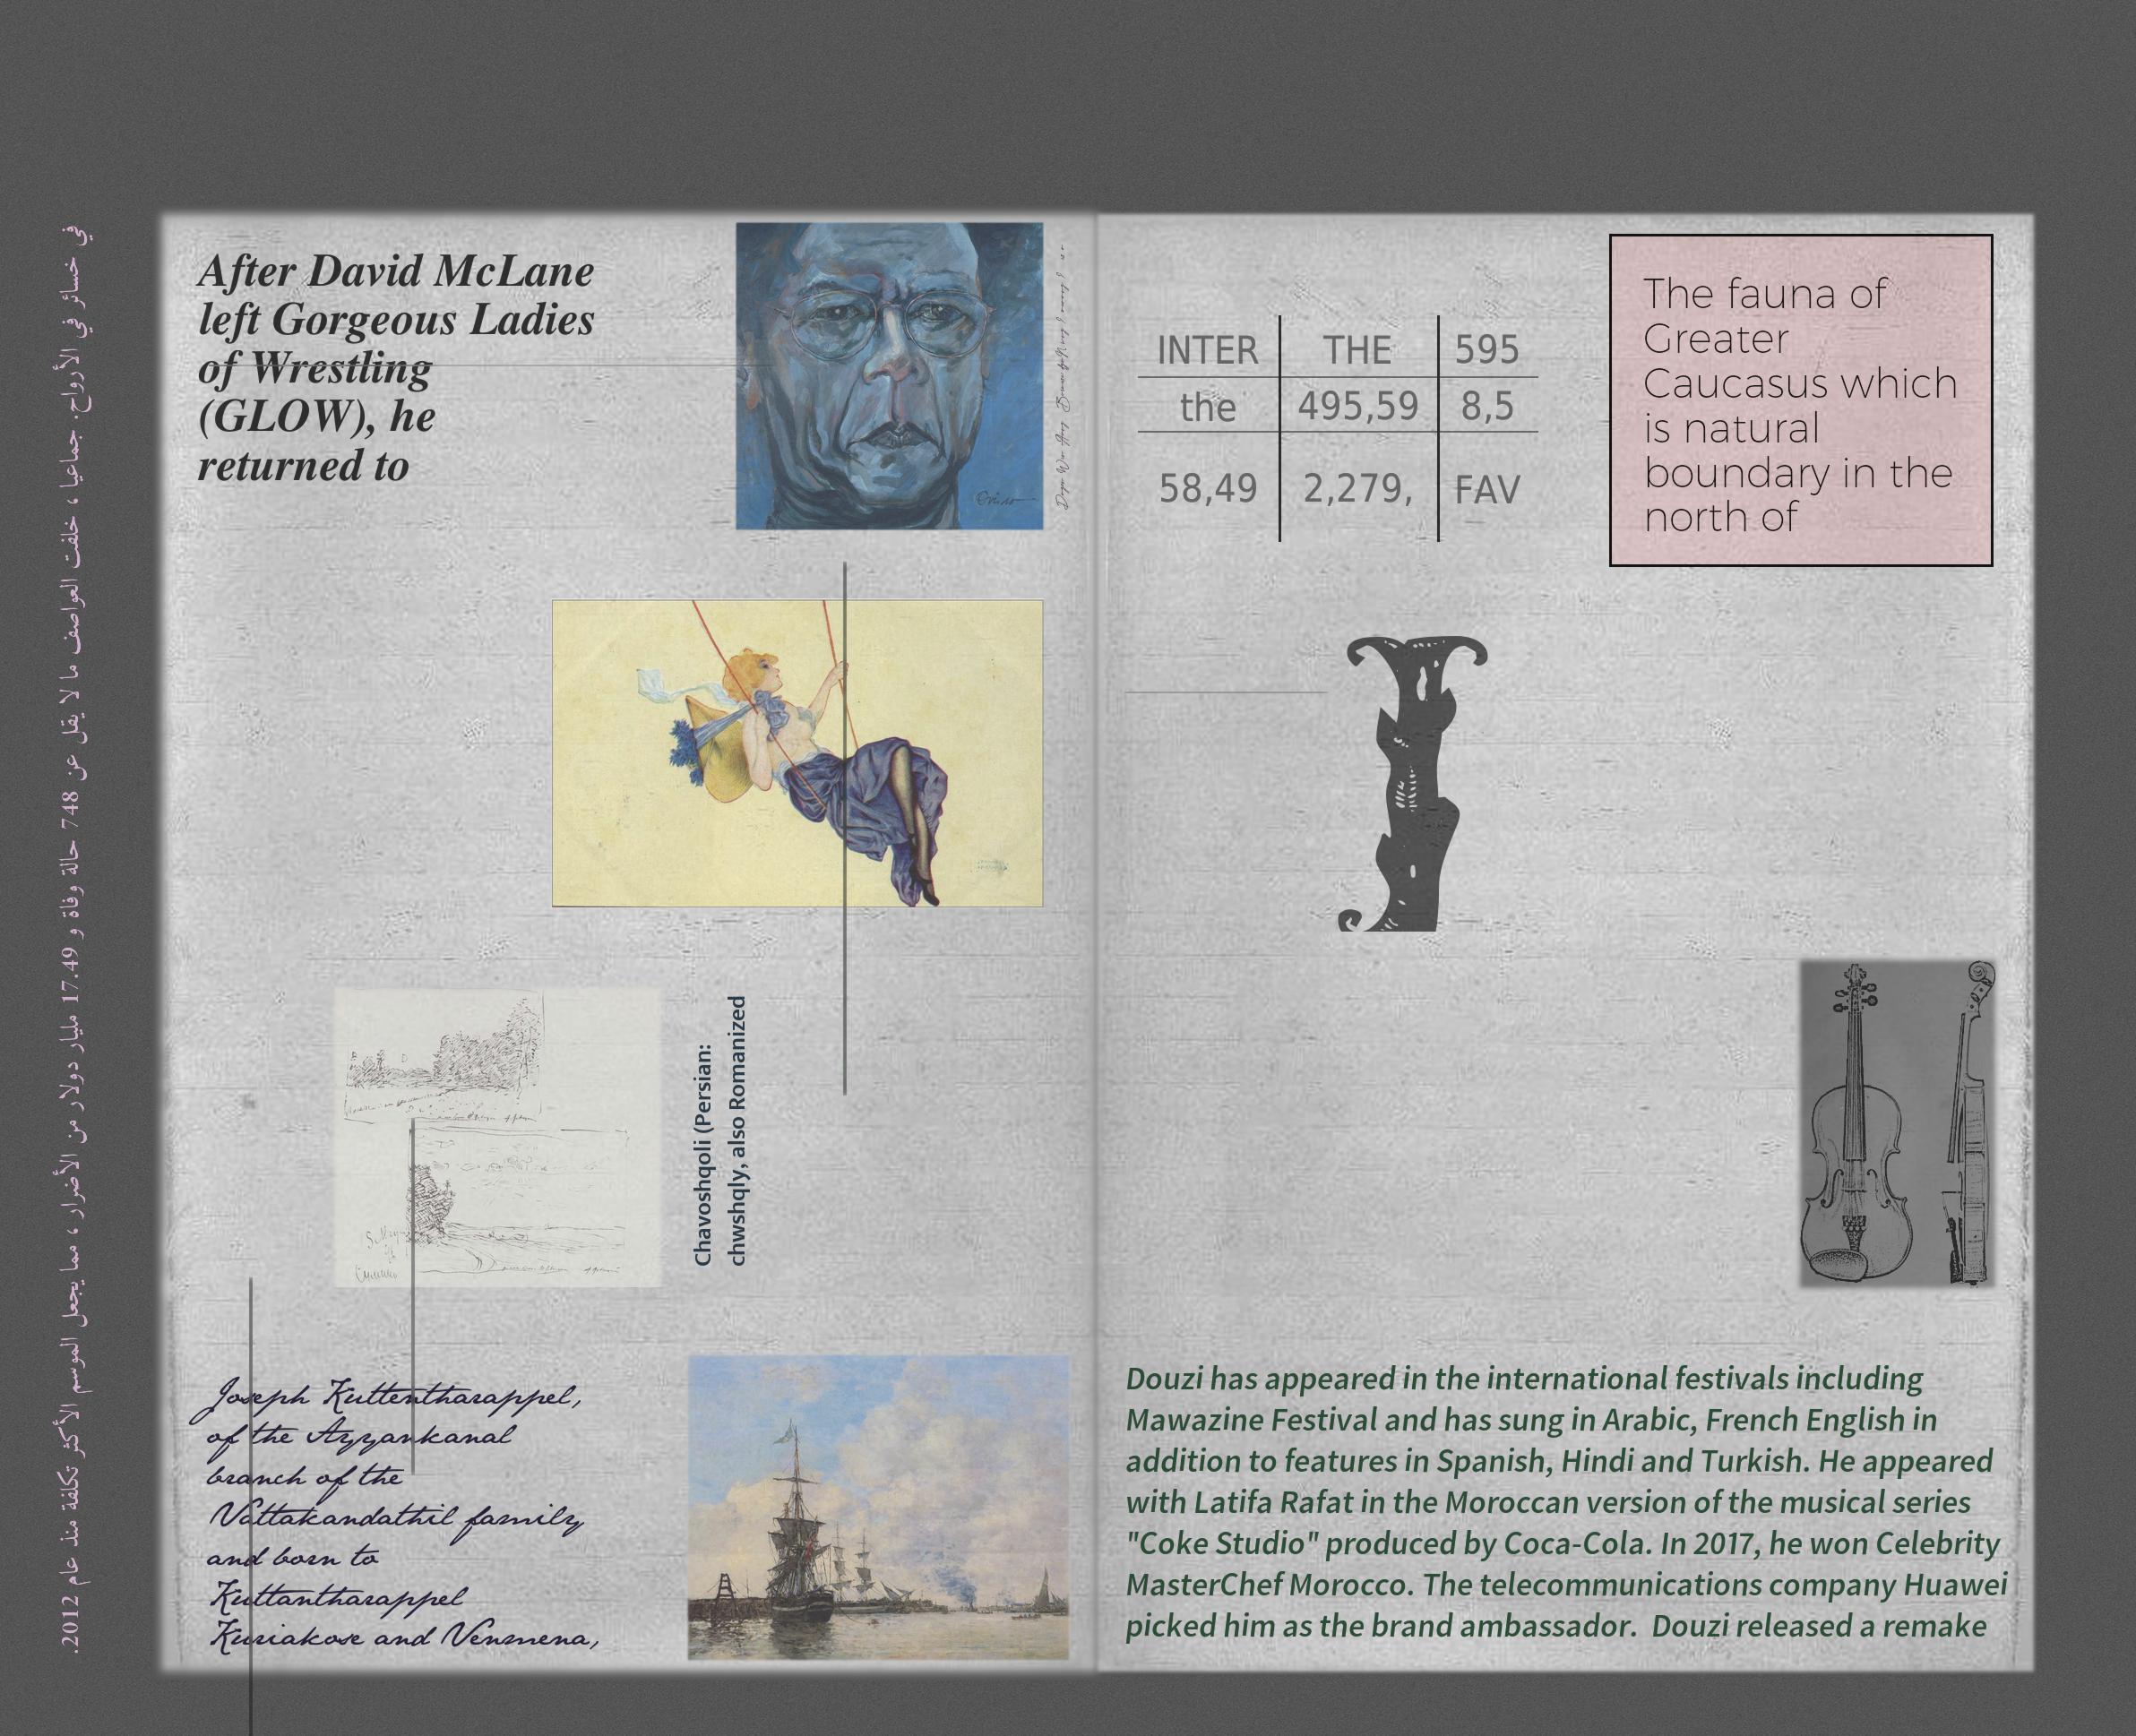 في خسائر في الأرواح. جماعيا ، خلفت العواصف ما لا يقل عن 748 حالة وفاة و 17.49 مليار دولار من الأضرار ، مما يجعل الموسم الأكثر تكلفة منذ عام 2012.
After David McLane
left Gorgeous Ladies
of Wrestling
(GLOW), he
returned to
Chavoshqoli (Persian:
chwshqly, also Romanized
Joseph Kuttentharappel,
of the Ayyankanal
branch of the
Vattakandathil family
and born to
Kuttantharappel
Kuriakose and Venmena,
INTER THE 595
the 495,59 8,5
58,49 2,279, FAV
The fauna of
Greater
Caucasus which
is natural
boundary in the
north of
I
Douzi has appeared in the international festivals including
Mawazine Festival and has sung in Arabic, French English in
addition to features in Spanish, Hindi and Turkish. He appeared
with Latifa Rafat in the Moroccan version of the musical series
"Coke Studio" produced by Coca-Cola. In 2017, he won Celebrity
MasterChef Morocco. The telecommunications company Huawei
picked him as the brand ambassador.  Douzi released a remake